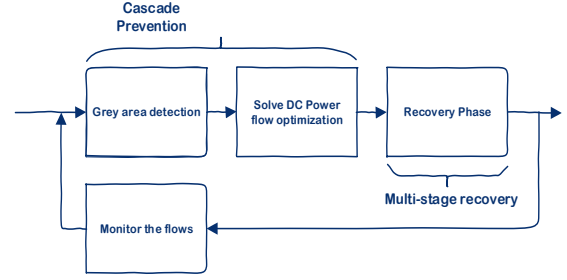 Cascade
Prevention
Grey area detection
Solve DC Power
flow optimization
Recovery Phase
Multi-stage recovery
Monitor the flows